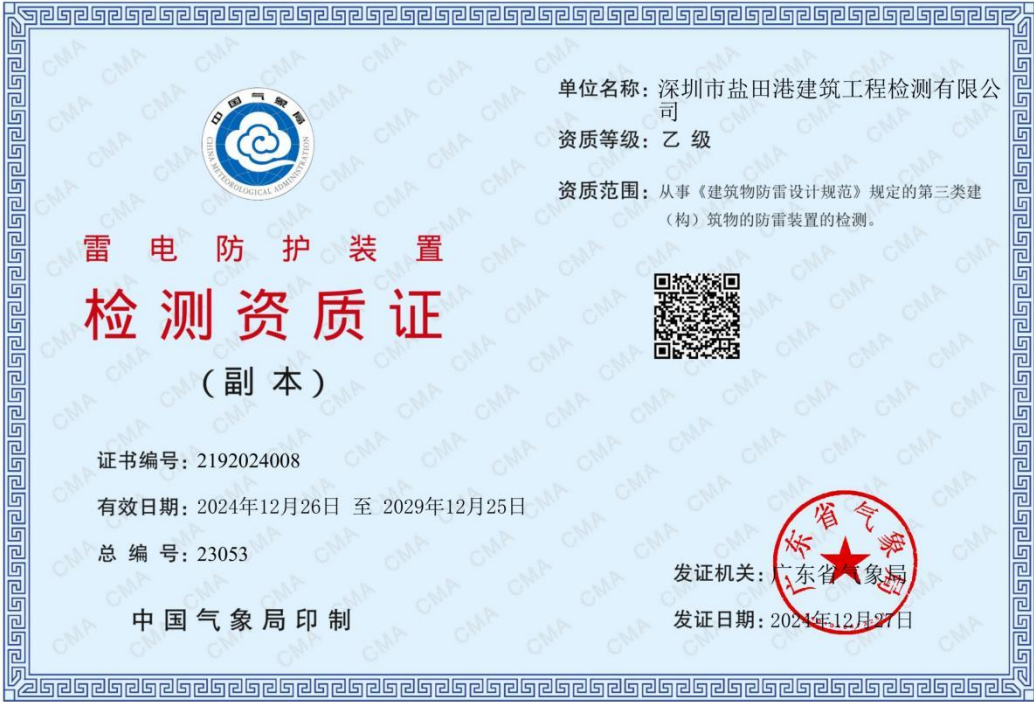 中国气象局
CHINA METEOROLOGICAL ADMINISTRATION
雷电防护装置
检测资质证
（副 本）
证书编号：2192024008
有效日期：2024年12月26日 至 2029年12月25日
总 编 号：23053
中国气象局印制
单位名称：深圳市盐田港建筑工程检测有限公
司
资质等级：乙 级
资质范围：从事《建筑物防雷设计规范》规定的第三类建
（构）筑物的防雷装置的检测。
广东省气象局
发证机关：广东省气象局
发证日期：2024年12月27日
CMA